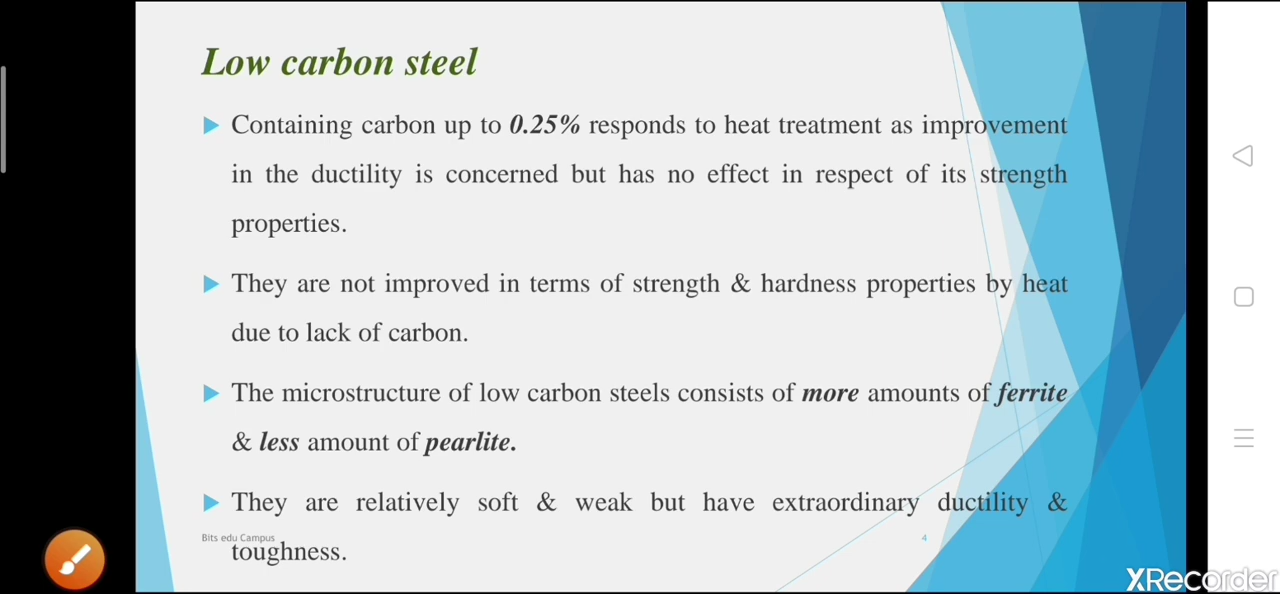 Low carbon steel
Containing carbon up to 0.25% responds to heat treatment as improvement
in the ductility is concerned but has no effect in respect of its strength
properties.
They are not improved in terms of strength & hardness properties by heat
due to lack of carbon.
The microstructure of low carbon steels consists of more amounts of ferrite
& less amount of pearlite.
They are relatively soft & weak but have extraordinary ductility &
toughness.
Bits edu Campus
4
XRecorder